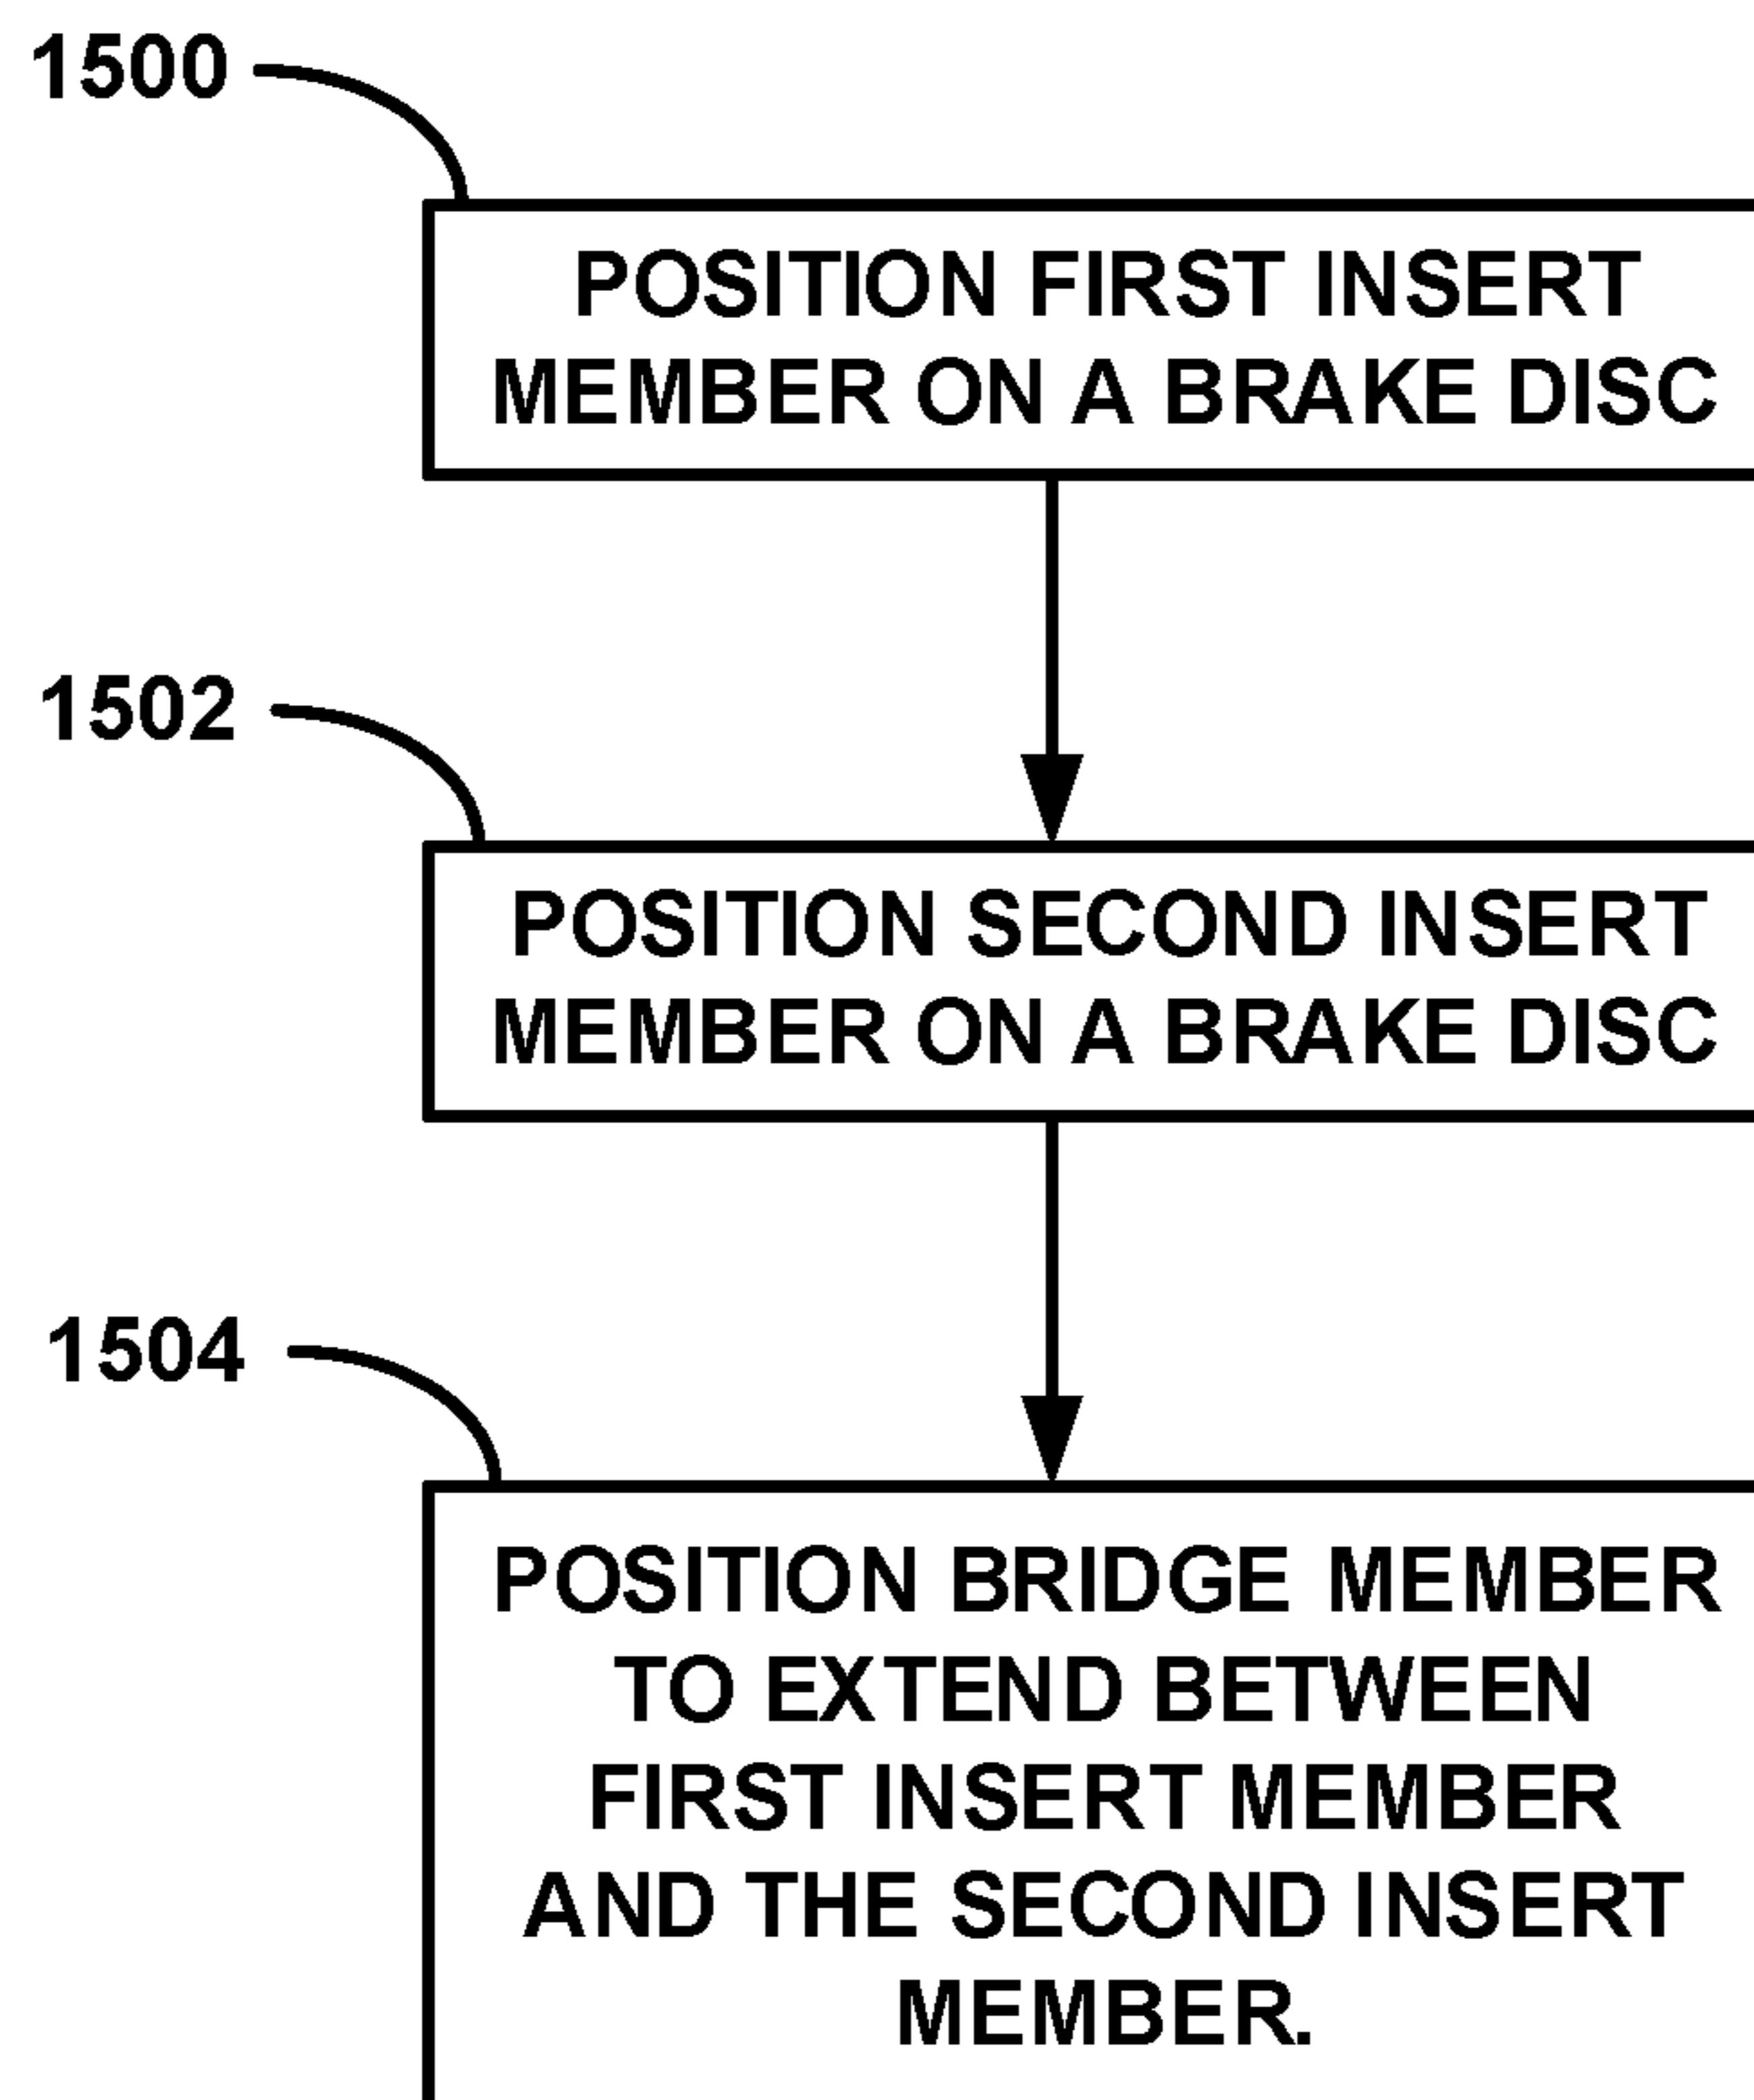 1500
POSITION FIRST INSERT
MEMBER ON A BRAKE DISC
1502
POSITION SECOND INSERT
MEMBER ON A BRAKE DISC
1504
POSITION BRIDGE MEMBER
TO EXTEND BETWEEN
FIRST INSERT MEMBER
AND THE SECOND INSERT
MEMBER.